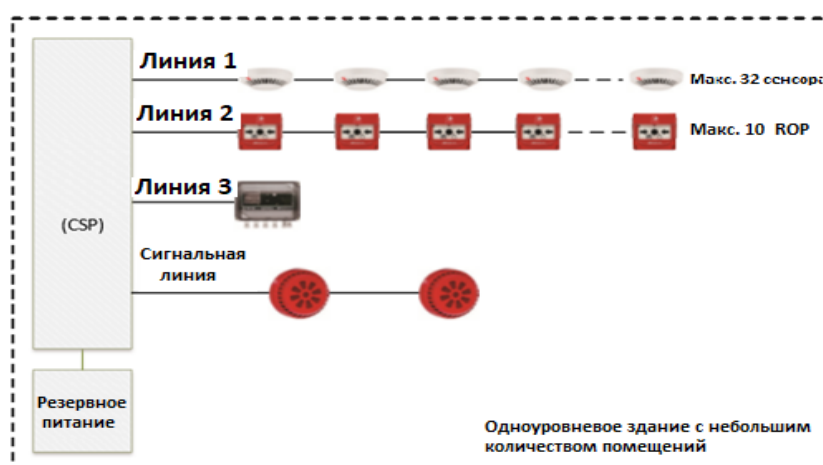 Линия 1
Макс. 32 сенсора
Линия 2
Макс. 10 ROP
Линия 3
(CSP)
Сигнальная
линия
Резервное
питание
Одноуровневое здание с небольшим
количеством помещений